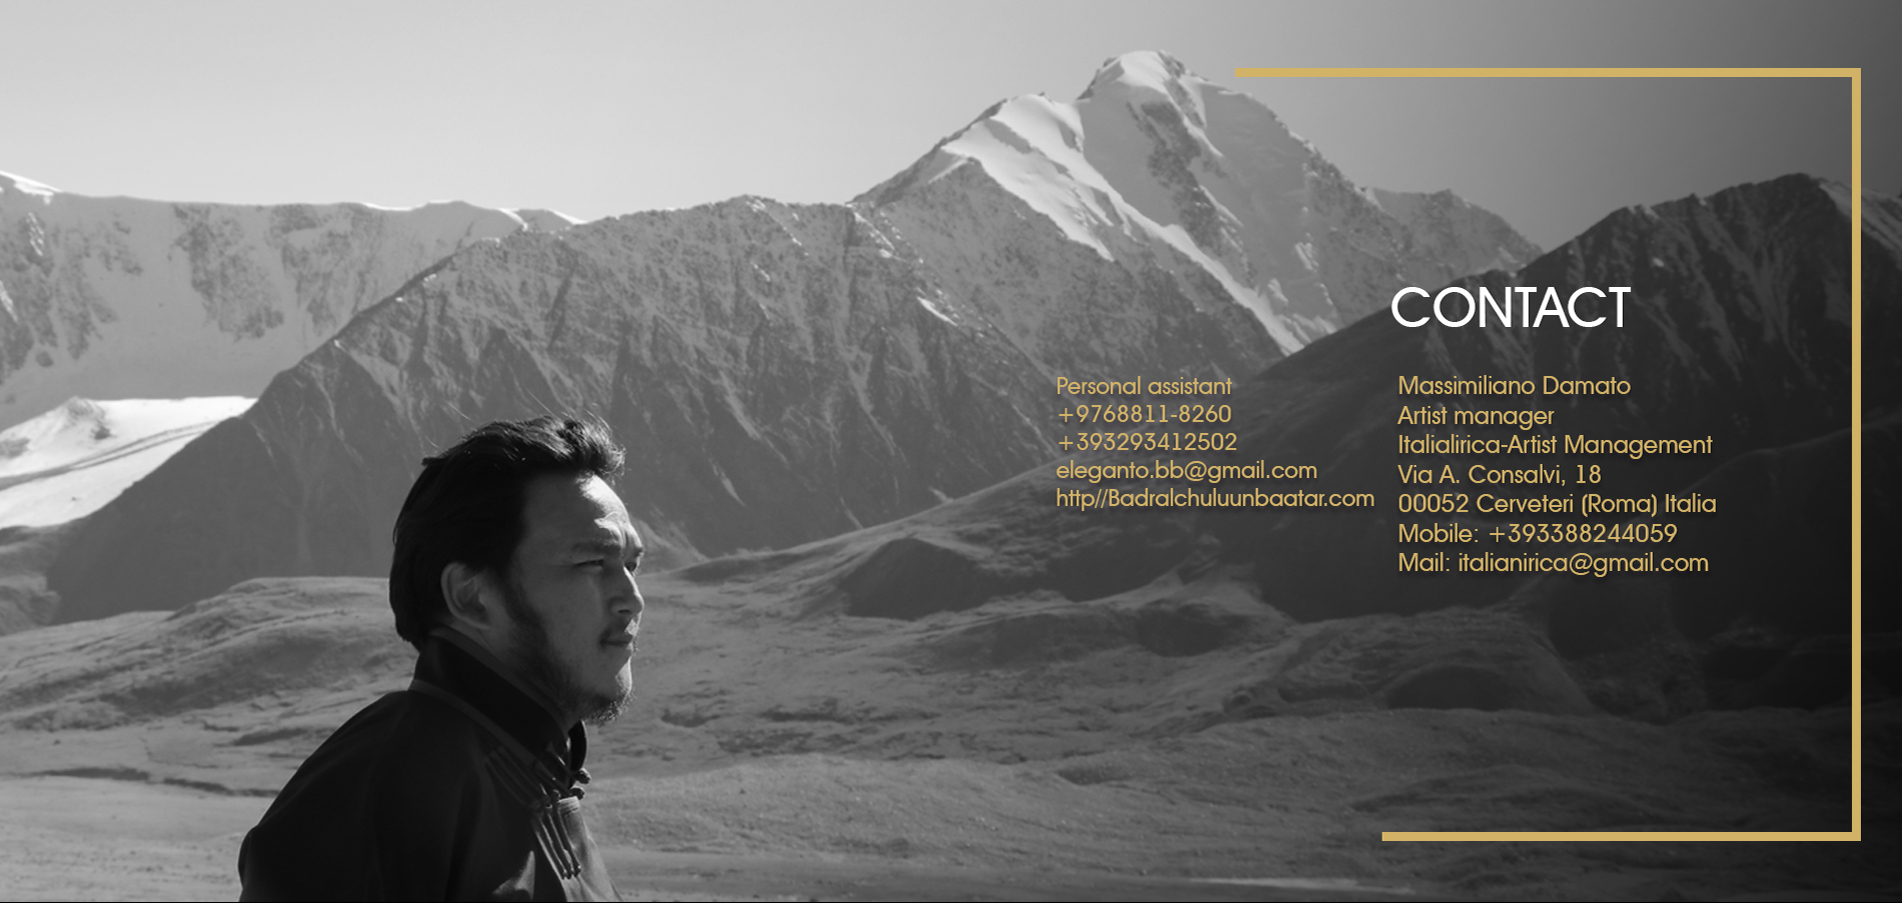 CONTACT
Personal assistant
+9768811-8260
+393293412502
eleganto.bb@gmail.com
http//Badralchuluunbaatar.com
Massimiliano Damato
Artist manager
Italialirica-Artist Management
Via A. Consalvi, 18
00052 Cerveteri (Roma) Italia
Mobile: +393388244059
Mail: italianirica@gmail.com